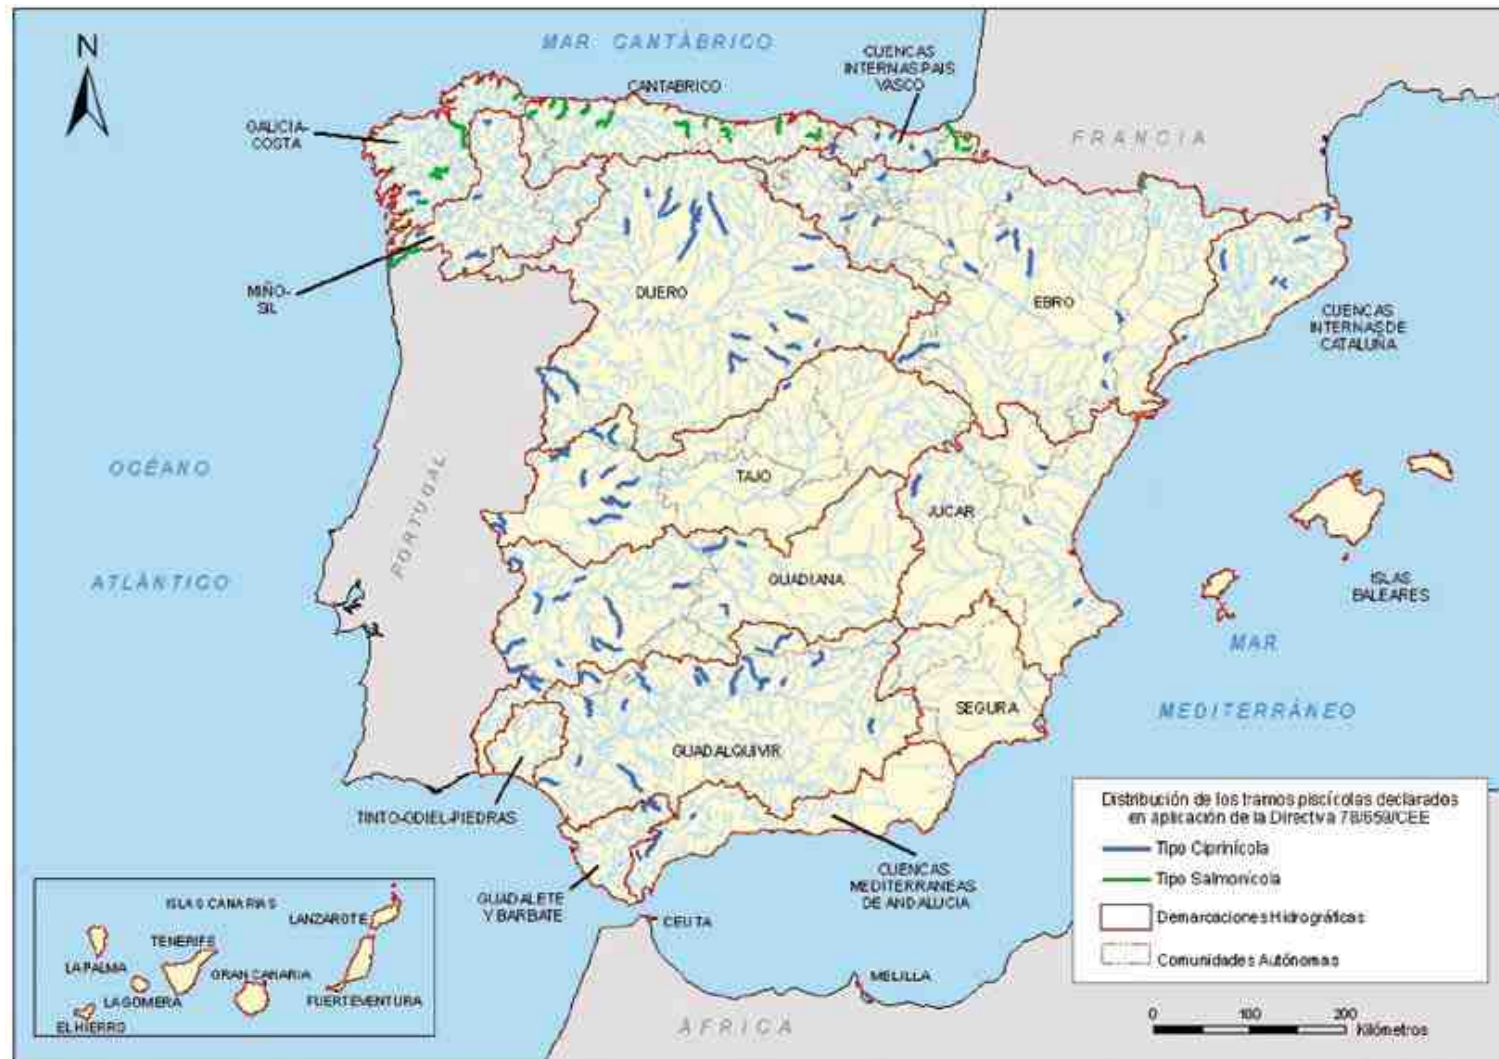 N
MAR CANTÁBRICO
CANTABRICO
CUENCAS
INTERNAS PAIS
VASCO
GALICIA-
COSTA
FRANCIA
MIÑO-
SIL
DUERO
EBRO
CUENCAS
INTERNAS DE
CATALUÑA
OCÉANO
ATLÁNTICO
PORTUGAL
TAJO
JUCAR
GUADIANA
ISLAS
BALEARES
MAR
MEDITERRÁNEO
SEGURA
GUADALQUIVIR
TINTO-ODIEL-PIEDRAS
GUADALETE
Y BARBATE
CUENCAS
MEDITERRANEAS
DE ANDALUCIA
CEUTA
MELILLA
AFRICA
ISLAS CANARIAS
LANZAROTE
TENERIFE
LA PALMA
GRAN CANARIA
LA GOMERA
FUERTEVENTURA
EL HIERRO
Distribución de los tramos piscícolas declarados
en aplicación de la Directiva 78/659/CEE
Tipo Ciprinícola
Tipo Salmonícola
Demarcaciones Hidrográficas
Comunidades Autónomas
0 100 200
Kilómetros